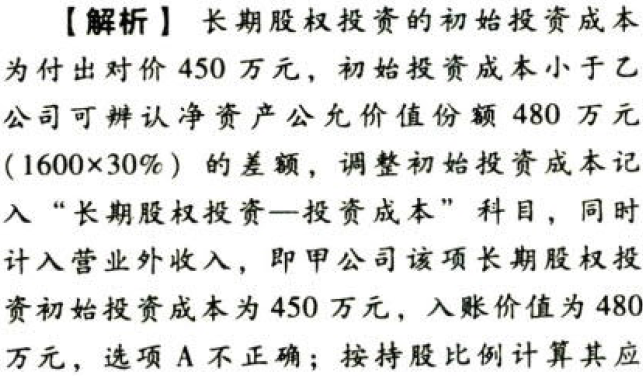 【解析】 长期股权投资的初始投资成本
为付出对价 450 万元，初始投资成本小于乙
公司可辨认净资产公允价值份额 480 万元
(1600×30%) 的差额，调整初始投资成本记
入“长期股权投资—投资成本”科目，同时
计入营业外收入，即甲公司该项长期股权投
资初始投资成本为 450 万元，入账价值为 480
万元，选项 A 不正确；按持股比例计算其应